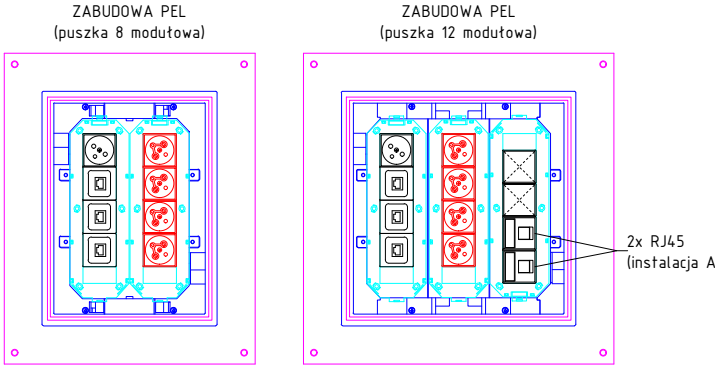 ZABUDOWA PEL
(puszka 8 modułowa)
ZABUDOWA PEL
(puszka 12 modułowa)
2x RJ45
(instalacja A